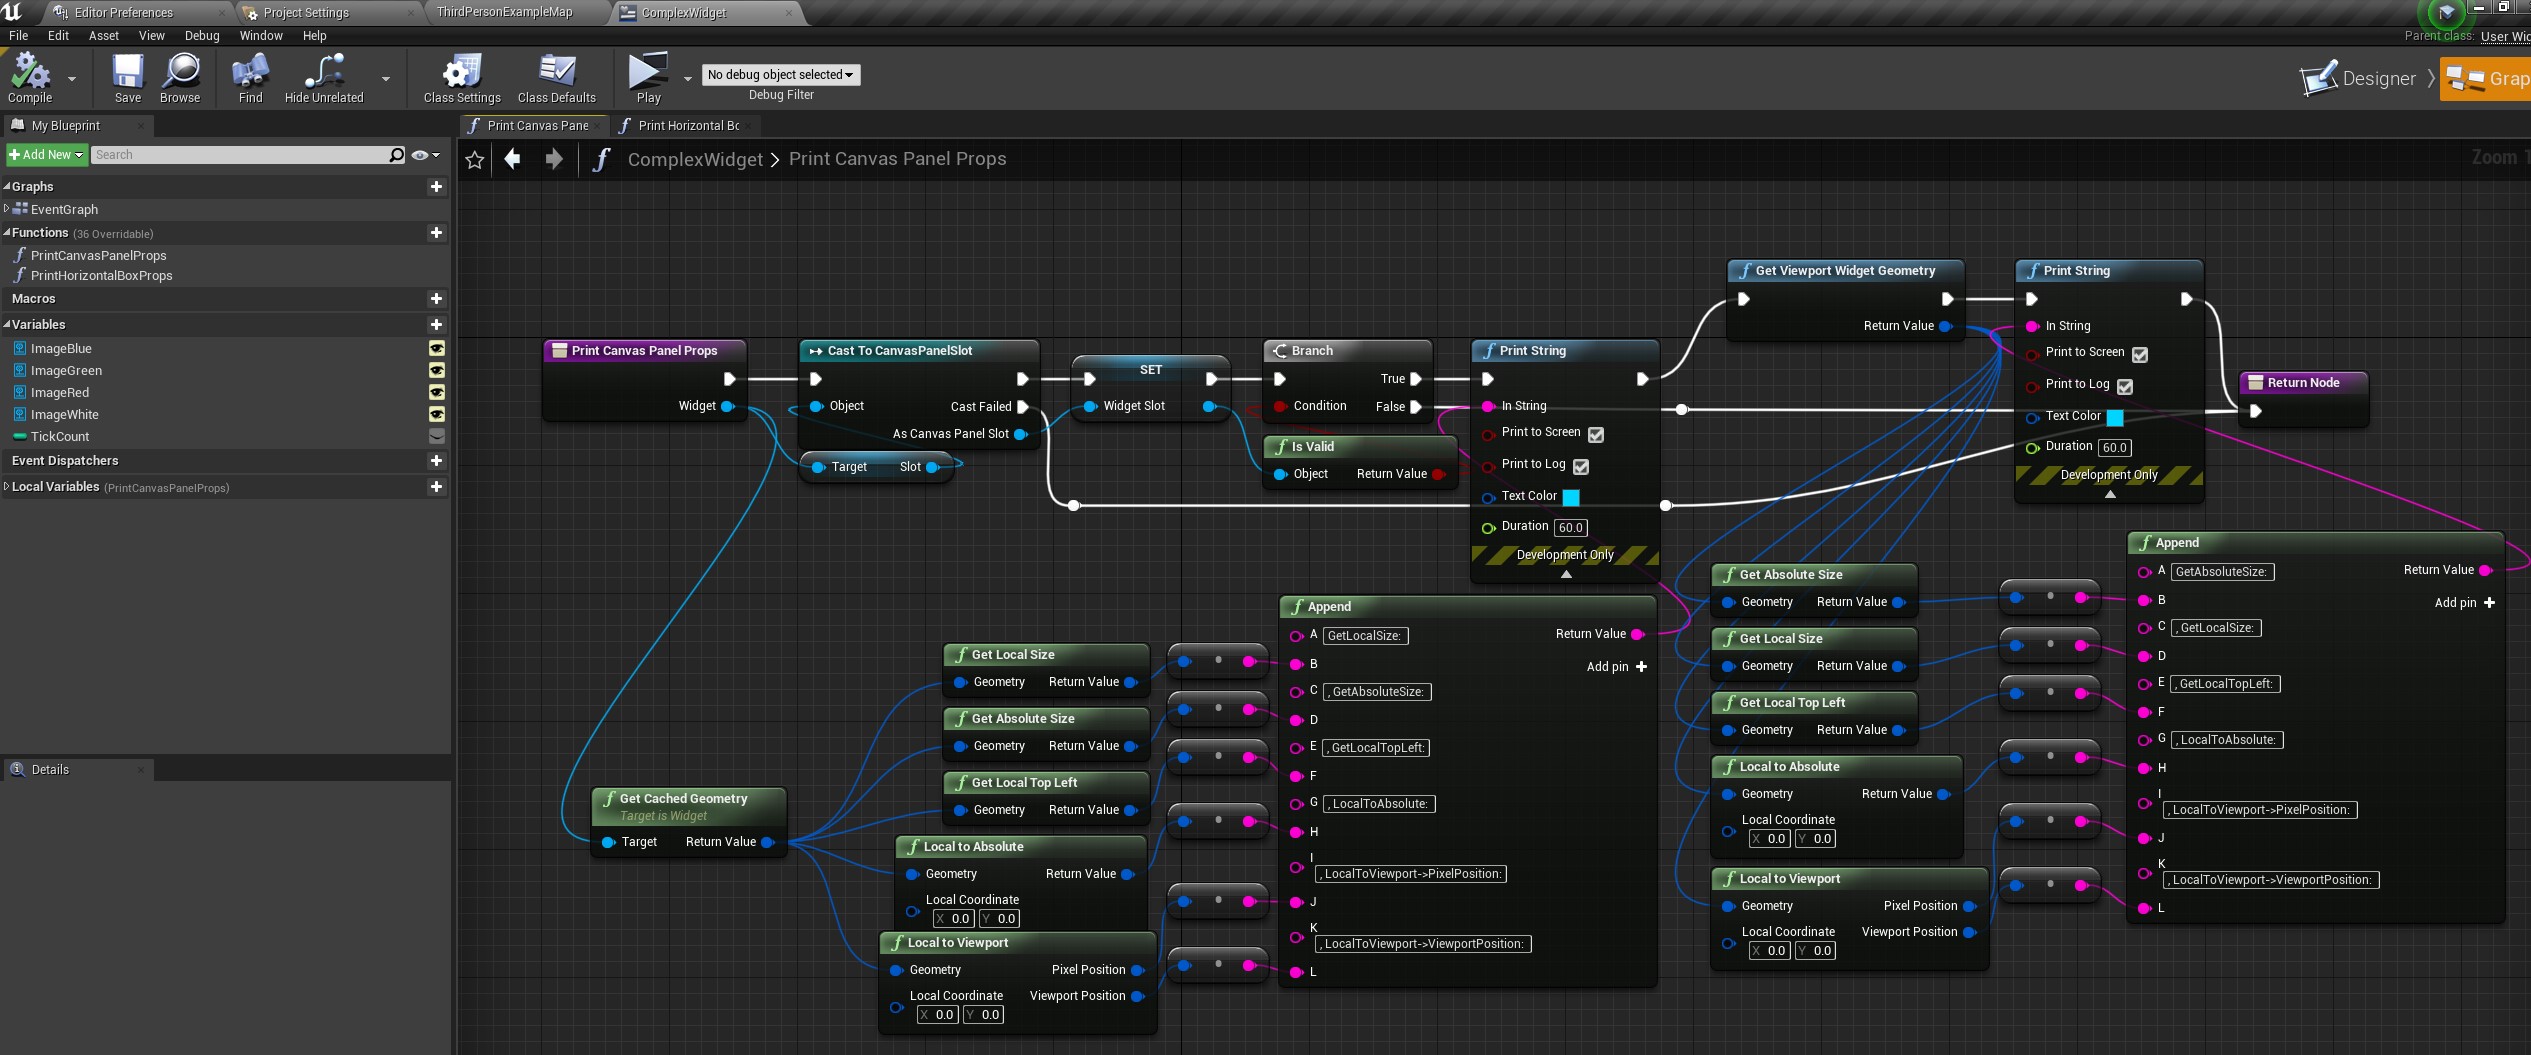 Editor Preferences
Project Settings
ThirdPersonExampleMap
ComplexWidget
File Edit Asset View Debug Window Help
Parent class: User Wid
Compile
Save
Browse
Find
Hide Unrelated
Class Settings
Class Defaults
Play
No debug object selected
Debug Filter
Designer
Grap
My Blueprint
Print Canvas Pane
Print Horizontal Bo
Add New
Search
ComplexWidget > Print Canvas Panel Props
Zoom 1
Graphs
EventGraph
Functions (36 Overridable)
PrintCanvasPanelProps
PrintHorizontalBoxProps
Macros
Variables
ImageBlue
ImageGreen
ImageRed
ImageWhite
TickCount
Event Dispatchers
Local Variables (PrintCanvasPanelProps)
Details
Print Canvas Panel Props
Widget
Cast To CanvasPanelSlot
Object
Cast Failed
As Canvas Panel Slot
Target Slot
SET
Widget Slot
Branch
True
Condition False
Is Valid
Object Return Value
Print String
In String
Print to Screen
Print to Log
Text Color
Duration 60.0
Development Only
Get Viewport Widget Geometry
Return Value
Print String
In String
Print to Screen
Print to Log
Text Color
Duration 60.0
Development Only
Return Node
Get Cached Geometry
Target is Widget
Target Return Value
Get Local Size
Geometry Return Value
Get Absolute Size
Geometry Return Value
Get Local Top Left
Geometry Return Value
Local to Absolute
Geometry Return Value
Local Coordinate
X 0.0 Y 0.0
Local to Viewport
Geometry Pixel Position
Local Coordinate Viewport Position
X 0.0 Y 0.0
Append
A GetLocalSize: Return Value
B Add pin +
C , GetAbsoluteSize:
D
E , GetLocalTopLeft:
F
G , LocalToAbsolute:
H
I
, LocalToViewport->PixelPosition:
J
K
, LocalToViewport->ViewportPosition:
L
Get Absolute Size
Geometry Return Value
Get Local Size
Geometry Return Value
Get Local Top Left
Geometry Return Value
Local to Absolute
Geometry Return Value
Local Coordinate
X 0.0 Y 0.0
Local to Viewport
Geometry Pixel Position
Local Coordinate Viewport Position
X 0.0 Y 0.0
Append
A GetAbsoluteSize: Return Value
B Add pin +
C , GetLocalSize:
D
E , GetLocalTopLeft:
F
G , LocalToAbsolute:
H
I
, LocalToViewport->PixelPosition:
J
K
, LocalToViewport->ViewportPosition:
L